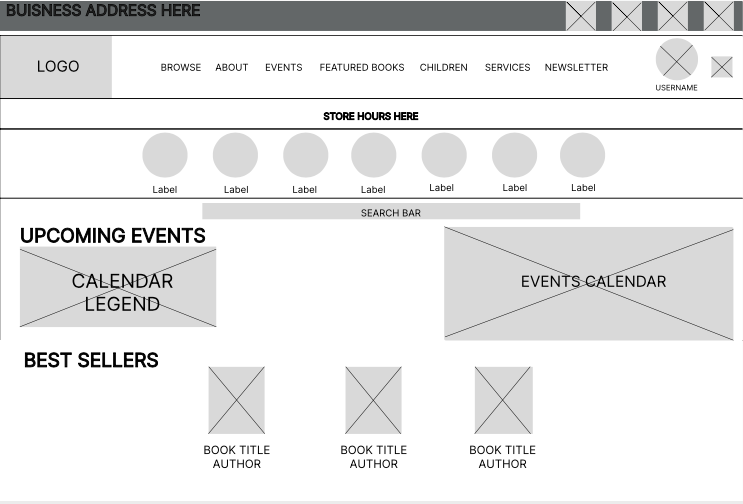 BUISNESS ADDRESS HERE
LOGO
BROWSE ABOUT EVENTS FEATURED BOOKS CHILDREN SERVICES NEWSLETTER
USERNAME
STORE HOURS HERE
Label Label Label Label Label Label Label
SEARCH BAR
UPCOMING EVENTS
CALENDAR
LEGEND
EVENTS CALENDAR
BEST SELLERS
BOOK TITLE
AUTHOR
BOOK TITLE
AUTHOR
BOOK TITLE
AUTHOR